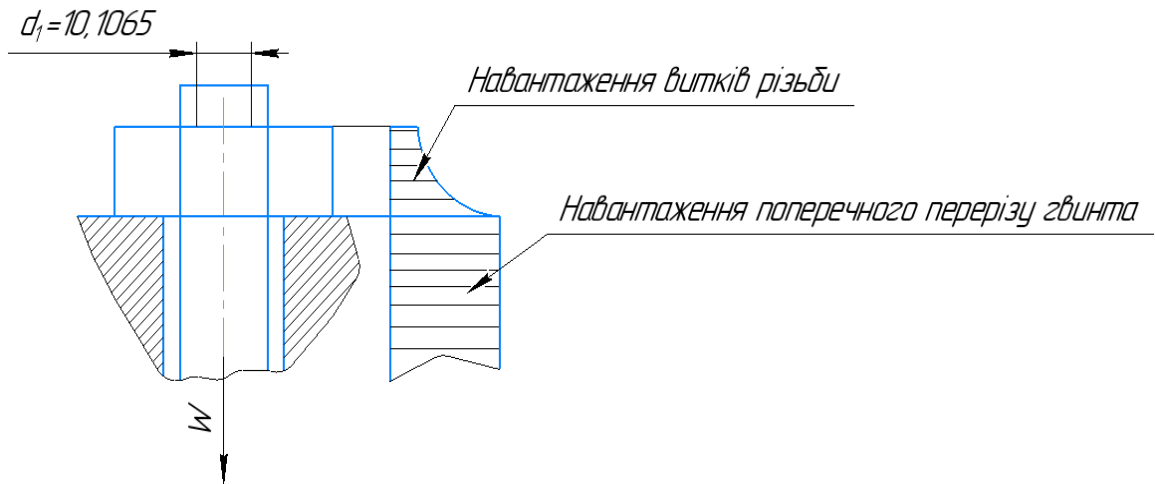 d₁=10,1065
Навантаження витків різьби
Навантаження поперечного перерізу гвинта
W